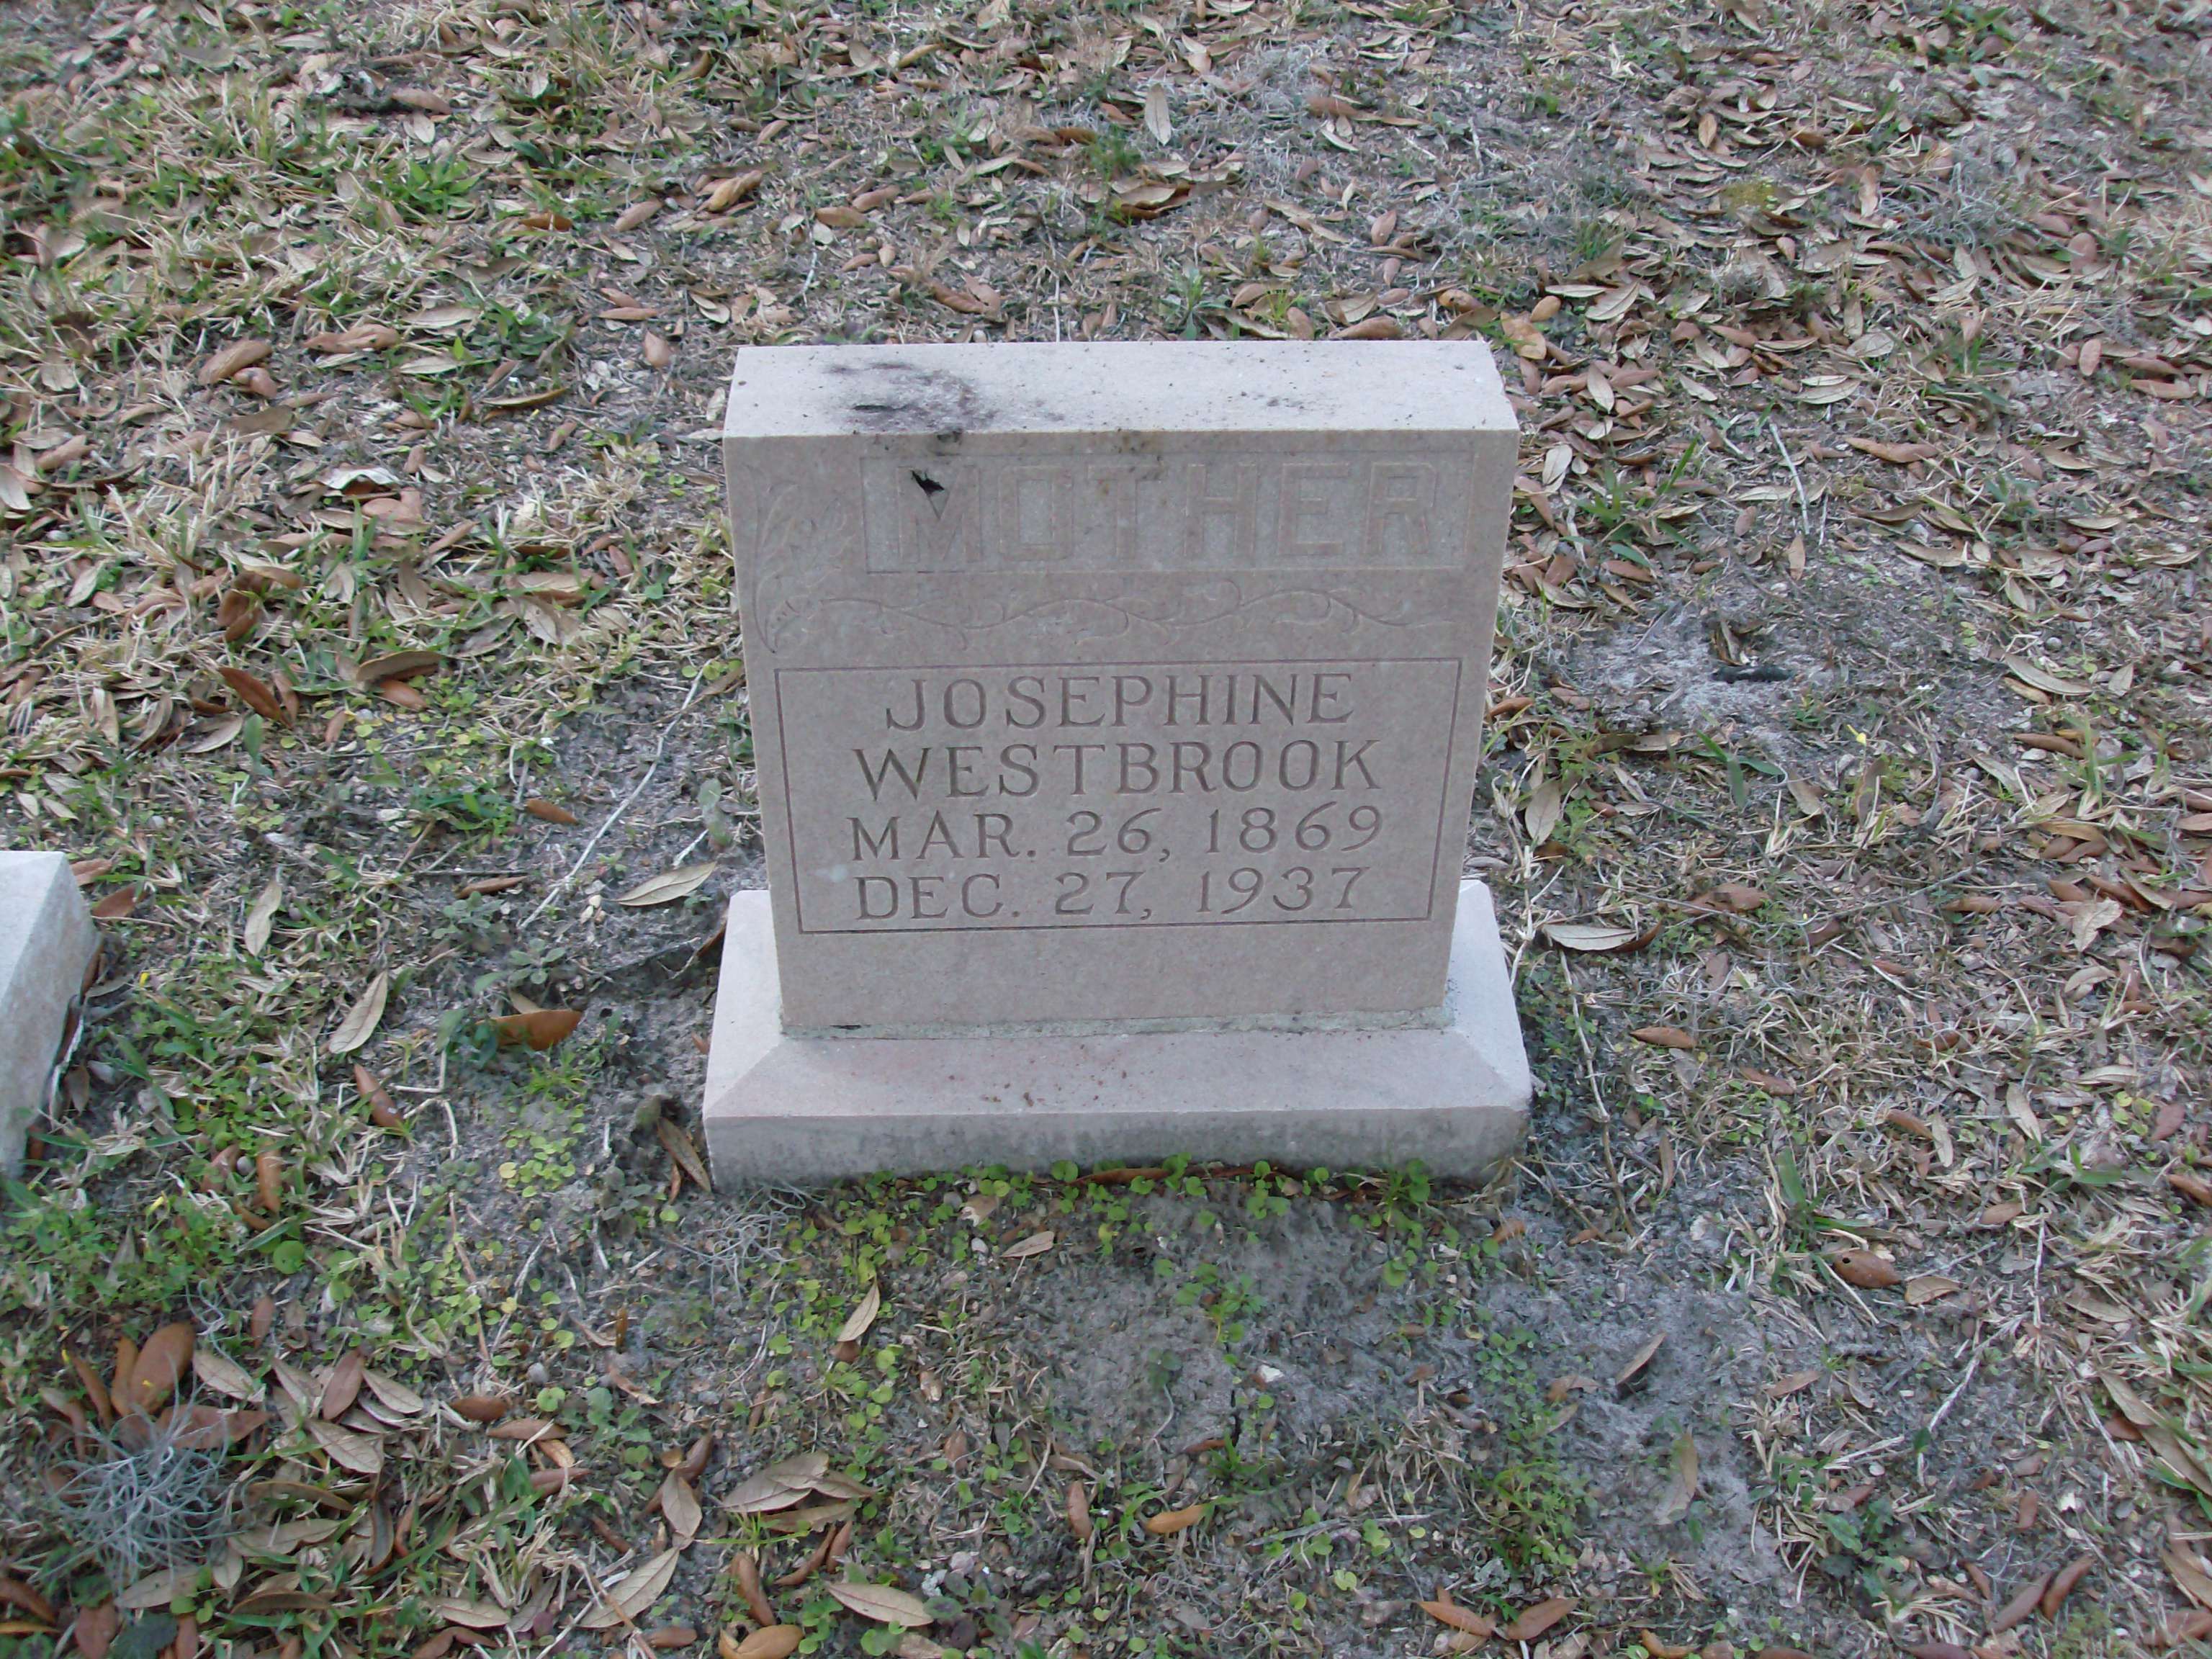 MOTHER
JOSEPHINE
WESTBROOK
MAR. 26, 1869
DEC. 27, 1937